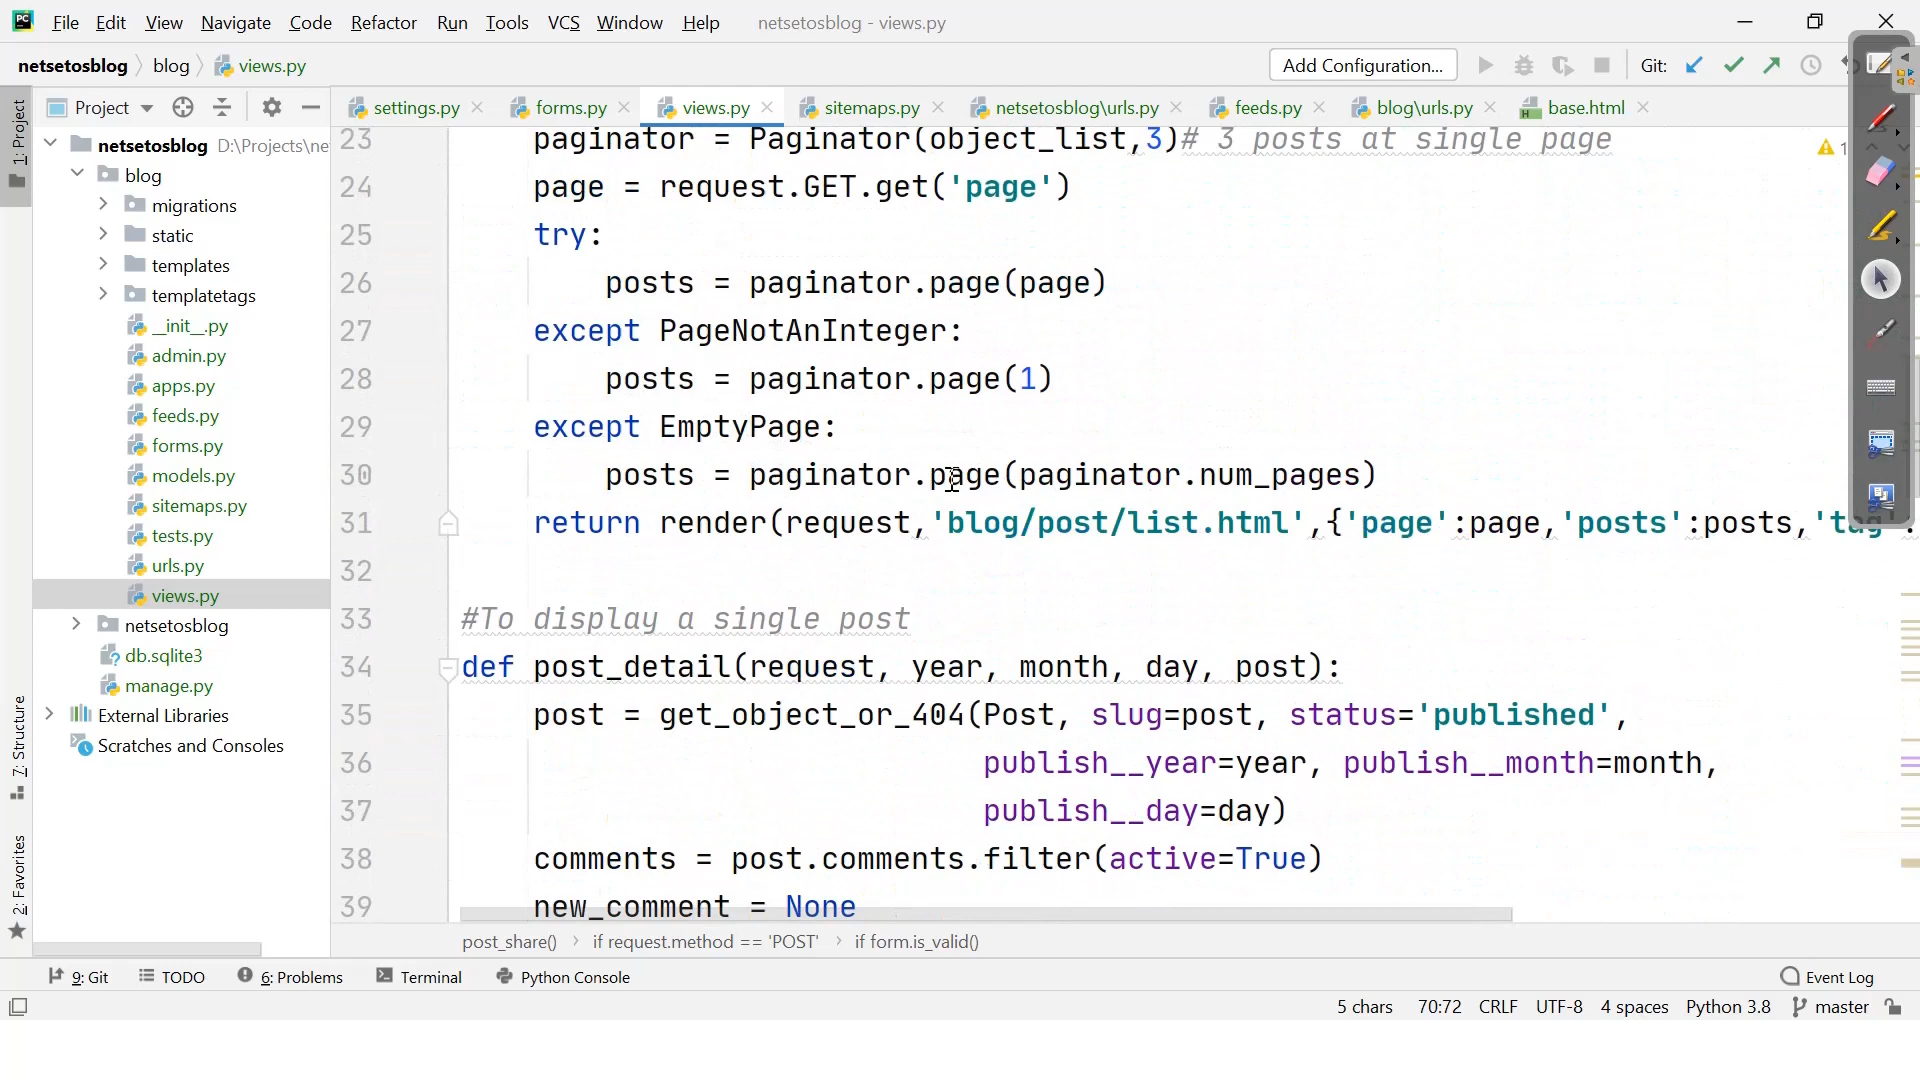 File Edit View Navigate Code Refactor Run Tools VCS Window Help netsetosblog - views.py
netsetosblog blog views.py Add Configuration... Git:
1: Project
Project
settings.py forms.py views.py sitemaps.py netsetosblog\urls.py feeds.py blog\urls.py base.html
netsetosblog D:\Projects\ne
blog
migrations
static
templates
templatetags
__init__.py
admin.py
apps.py
feeds.py
forms.py
models.py
sitemaps.py
tests.py
urls.py
views.py
netsetosblog
db.sqlite3
manage.py
External Libraries
Scratches and Consoles
7: Structure
2: Favorites
23 paginator = Paginator(object_list,3)# 3 posts at single page
24 page = request.GET.get('page')
25 try:
26 posts = paginator.page(page)
27 except PageNotAnInteger:
28 posts = paginator.page(1)
29 except EmptyPage:
30 posts = paginator.page(paginator.num_pages)
31 return render(request,'blog/post/list.html',{'page':page,'posts':posts,'tag':
32
33 #To display a single post
34 def post_detail(request, year, month, day, post):
35 post = get_object_or_404(Post, slug=post, status='published',
36 publish__year=year, publish__month=month,
37 publish__day=day)
38 comments = post.comments.filter(active=True)
39 new_comment = None
1
post_share() if request.method == 'POST' if form.is_valid()
9: Git TODO 6: Problems Terminal Python Console Event Log
5 chars 70:72 CRLF UTF-8 4 spaces Python 3.8 master